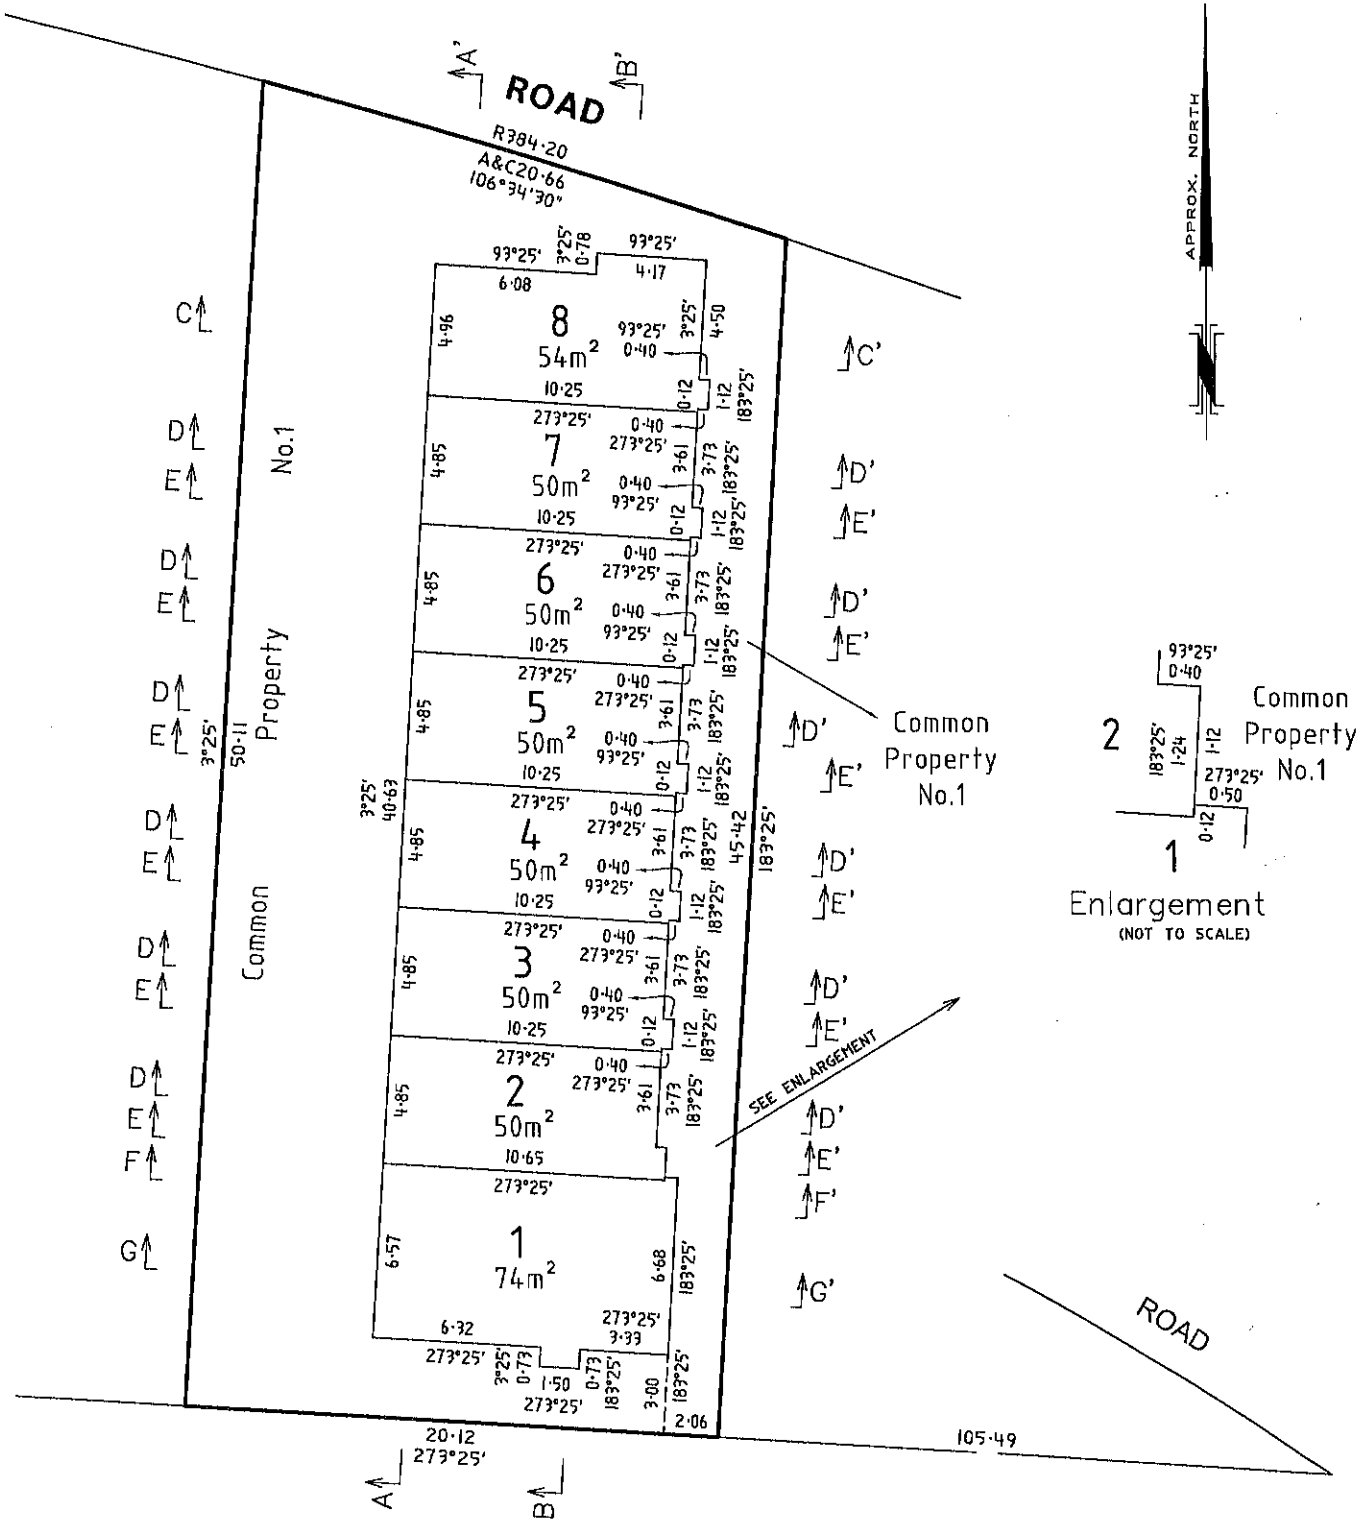 A'
B'
ROAD
R384·20
A&C20·66
106°34'30"
APPROX. NORTH
93°25'
6·08
3°25'
0·78
93°25'
4·17
C
4·96
8
54m²
93°25'
0·40
3°25'
4·50
C'
10·25
0·12
1·12
183°25'
D
E
No.1
273°25'
0·40
7
50m²
4·85
273°25'
3·61
3·73
183°25'
0·40
93°25'
D'
E'
10·25
0·12
1·12
183°25'
D
E
273°25'
0·40
6
50m²
4·85
273°25'
3·61
3·73
183°25'
0·40
93°25'
D'
E'
10·25
0·12
1·12
183°25'
D
E
Property
3°25'
50·11
273°25'
0·40
5
50m²
4·85
273°25'
3·61
3·73
183°25'
0·40
93°25'
D'
E'
Common
Property
No.1
10·25
0·12
1·12
183°25'
3°25'
40·63
D
E
273°25'
0·40
4
50m²
4·85
273°25'
3·61
3·73
183°25'
0·40
93°25'
45·42
183°25'
D'
E'
10·25
0·12
1·12
183°25'
Common
D
E
273°25'
0·40
3
50m²
4·85
273°25'
3·61
3·73
183°25'
0·40
93°25'
D'
E'
10·25
0·12
1·12
183°25'
D
E
F
273°25'
0·40
2
50m²
4·85
273°25'
3·61
3·73
183°25'
SEE ENLARGEMENT
D'
E'
F'
10·65
273°25'
G
1
74m²
6·57
6·68
183°25'
G'
6·32
273°25'
3°25'
0·73
1·50
273°25'
0·73
183°25'
273°25'
3·33
3·00
183°25'
2·06
20·12
273°25'
105·49
ROAD
A
B
93°25'
0·40
2
183°25'
1·24
1·12
Common
Property
No.1
273°25'
0·50
0·12
1
Enlargement
(NOT TO SCALE)